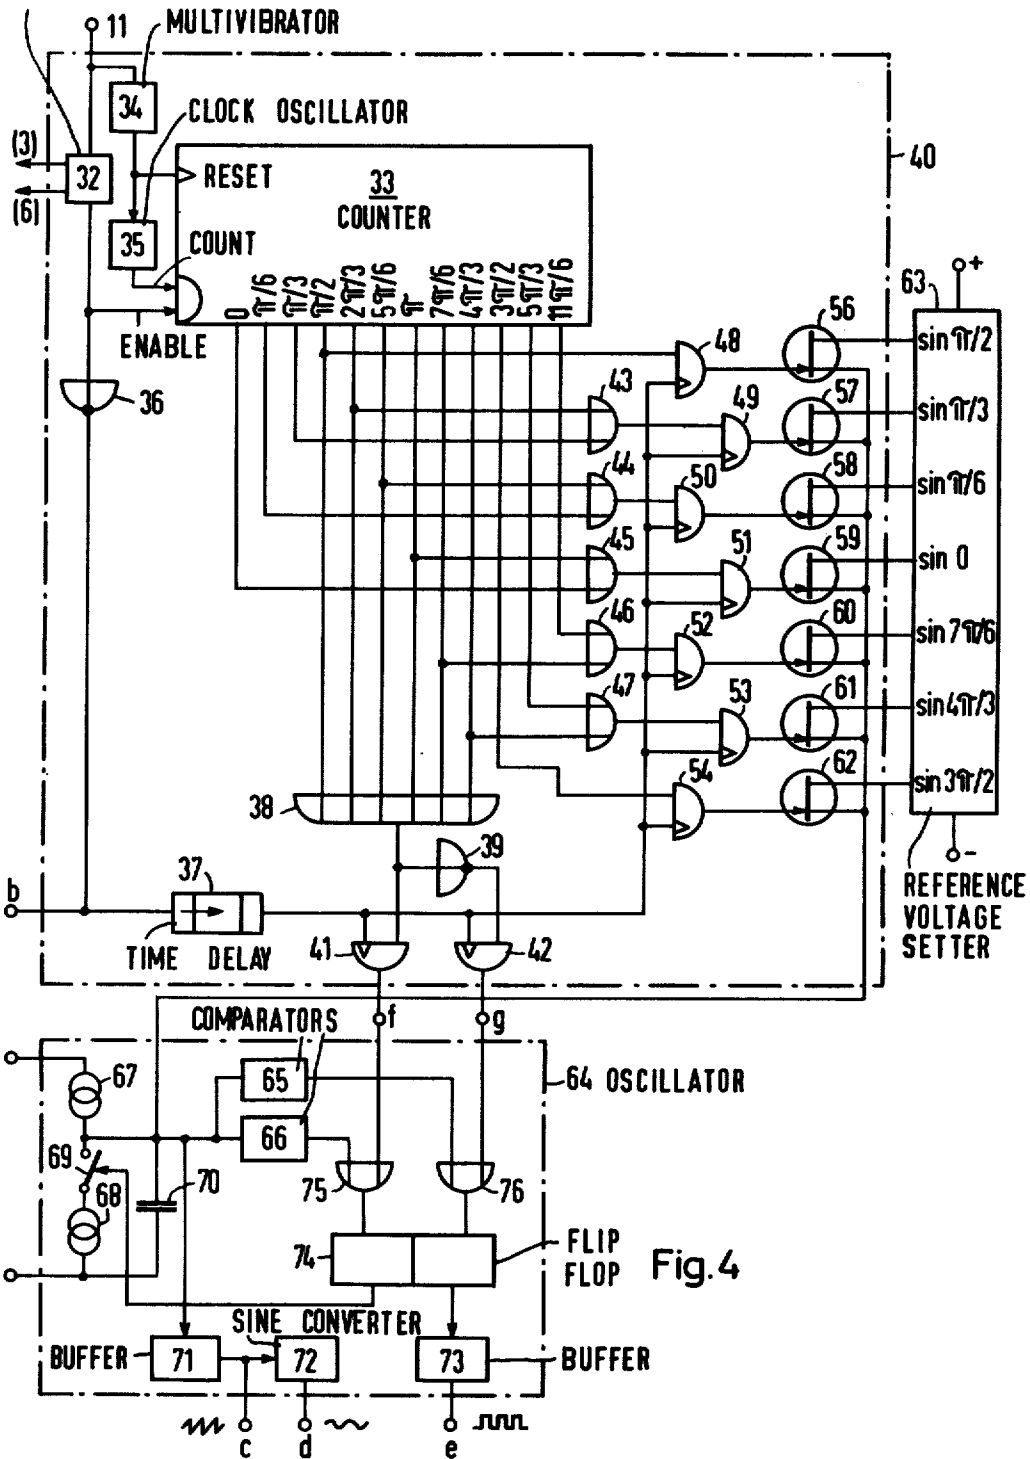 11
MULTIVIBRATOR
34
CLOCK OSCILLATOR
(3)
32
(6)
RESET
33
COUNTER
40
35
COUNT
ENABLE
0
π/6
π/3
π/2
2π/3
5π/6
π
7π/6
4π/3
3π/2
5π/3
11π/6
36
48
56
63
+
sin π/2
43
49
57
sin π/3
44
50
58
sin π/6
45
51
59
sin 0
46
52
60
sin 7π/6
47
53
61
sin 4π/3
54
62
sin 3π/2
38
39
-
REFERENCE
VOLTAGE
SETTER
b
37
TIME DELAY
41
42
COMPARATORS
f
g
67
65
64 OSCILLATOR
66
69
70
75
76
68
74
FLIP
FLOP
Fig.4
SINE CONVERTER
BUFFER
71
72
73
BUFFER
c
d
e